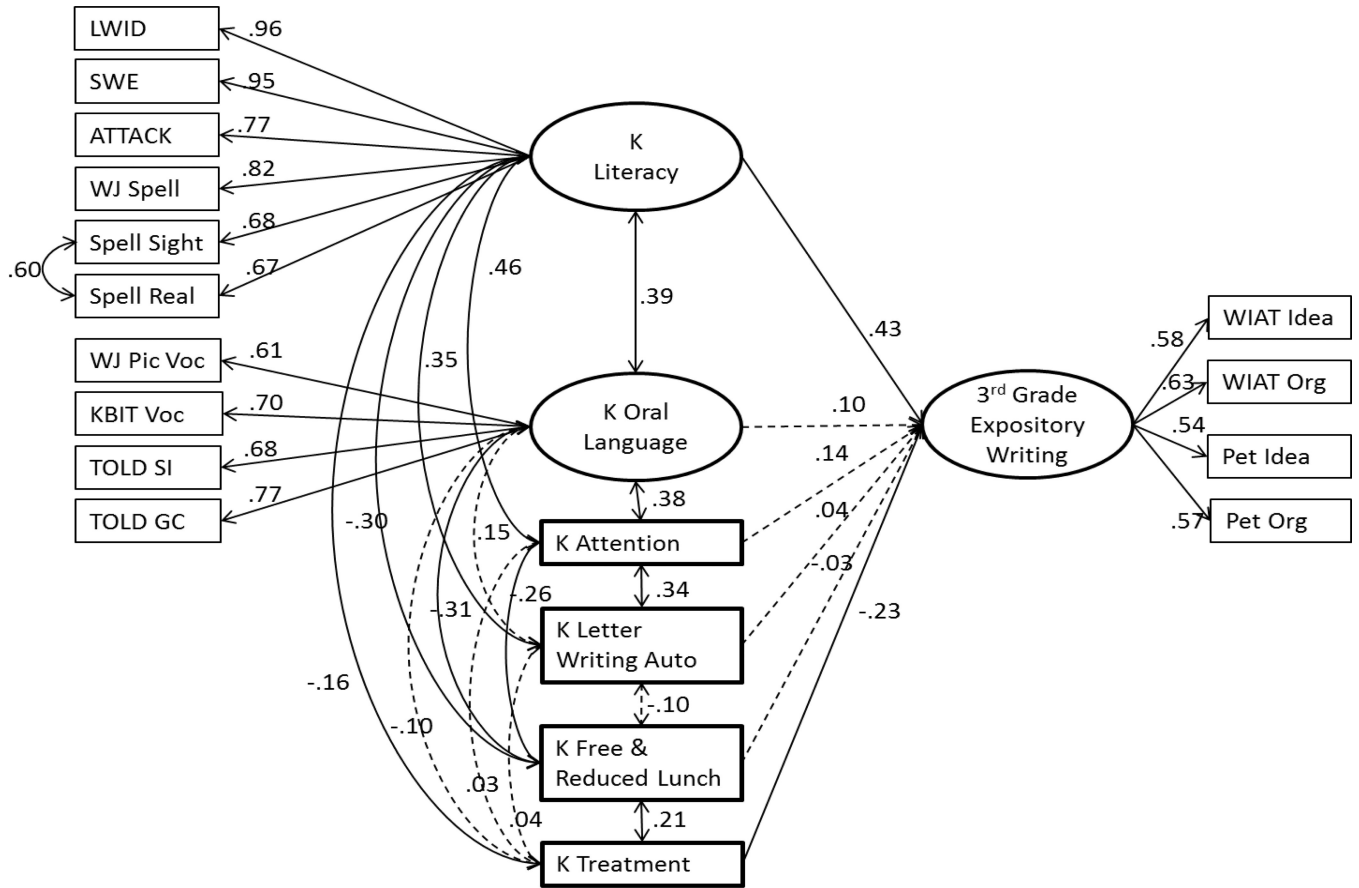 LWID
.96
SWE
.95
ATTACK
.77
WJ Spell
.82
Spell Sight
.68
.60
Spell Real
.67
WJ Pic Voc
.61
KBIT Voc
.70
TOLD SI
.68
TOLD GC
.77
K
Literacy
.46
.39
.35
.43
K Oral
Language
.10
.14
.38
K Attention
.04
.15
-.30
-.03
.34
-.26
-.31
-.23
K Letter
Writing Auto
-.16
-.10
-.10
K Free &
Reduced Lunch
.03
.04
.21
K Treatment
3rd Grade
Expository
Writing
WIAT Idea
.58
WIAT Org
.63
Pet Idea
.54
Pet Org
.57